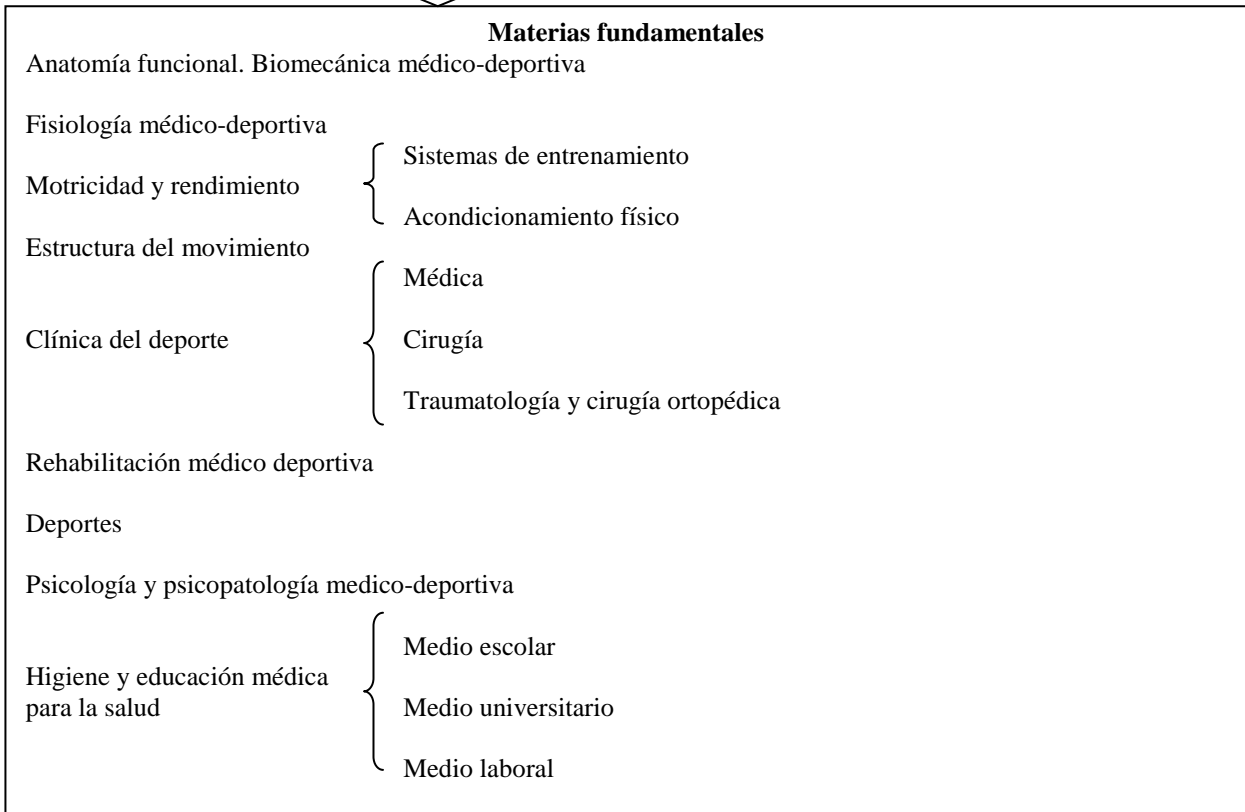 Materias fundamentales
Anatomía funcional. Biomecánica médico-deportiva
Fisiología médico-deportiva
Motricidad y rendimiento
Sistemas de entrenamiento
Acondicionamiento físico
Estructura del movimiento
Clínica del deporte
Médica
Cirugía
Traumatología y cirugía ortopédica
Rehabilitación médico deportiva
Deportes
Psicología y psicopatología medico-deportiva
Higiene y educación médica
para la salud
Medio escolar
Medio universitario
Medio laboral